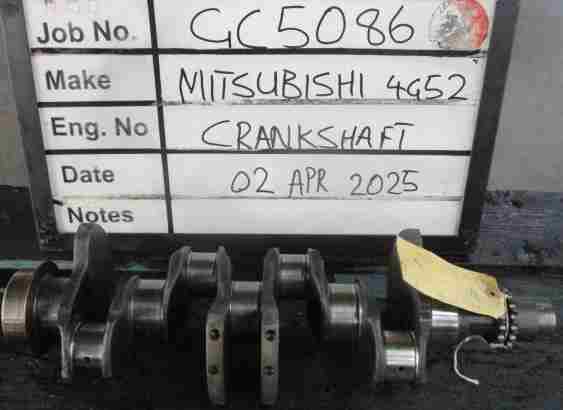 Job No. GC5086
Make MITSUBISHI 4G52
Eng. No CRANKSHAFT
Date 02 APR 2025
Notes